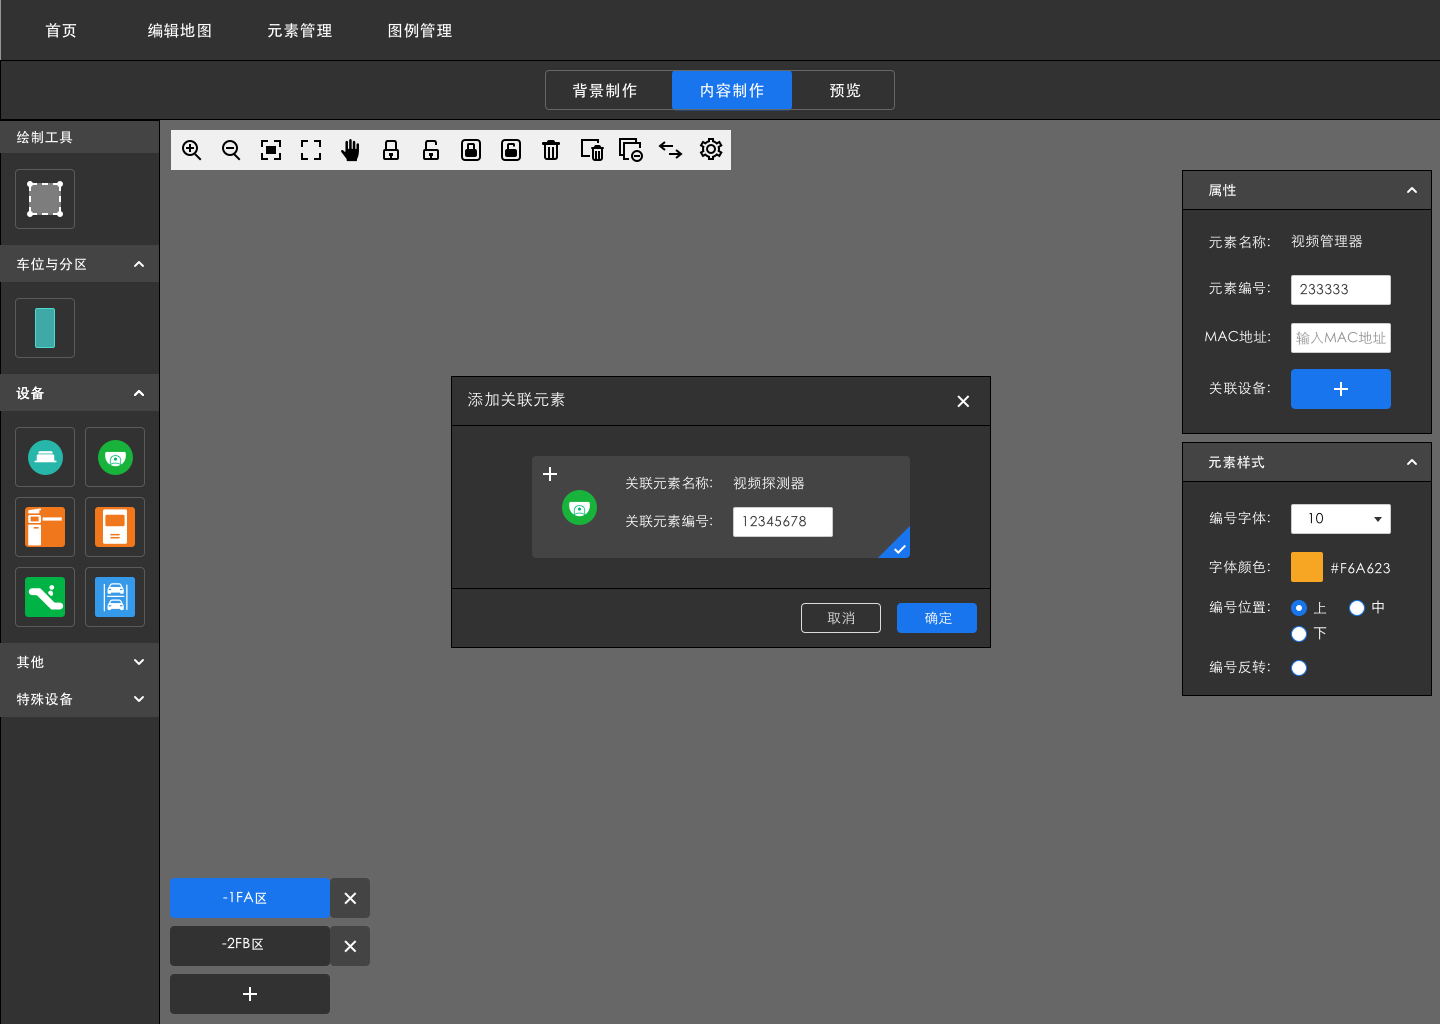 首页 编辑地图 元素管理 图例管理
背景制作 内容制作 预览
绘制工具
车位与分区
设备
其他
特殊设备
添加关联元素
关联元素名称: 视频探测器
关联元素编号: 12345678
取消 确定
属性
元素名称: 视频管理器
元素编号: 233333
MAC地址: 输入MAC地址
关联设备:
元素样式
编号字体: 10
字体颜色: #F6A623
编号位置: 上 中
下
编号反转:
-1FA区
-2FB区